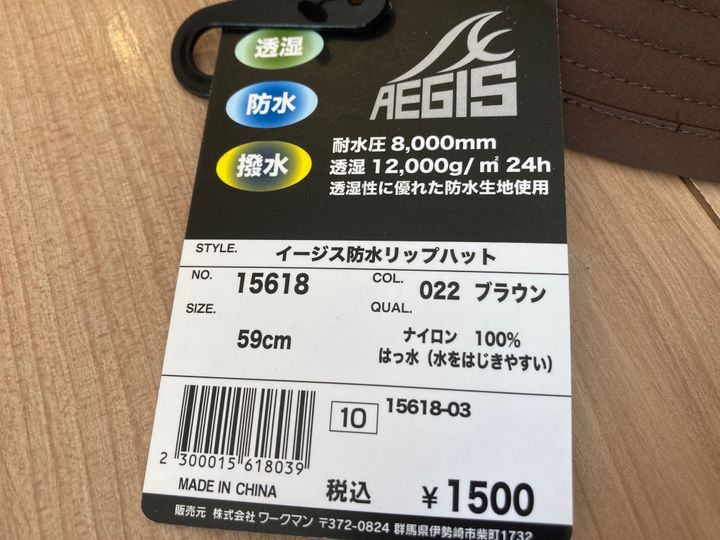 透湿
防水
撥水
AEGIS
耐水圧 8,000mm
透湿 12,000g/㎡ 24h
透湿性に優れた防水生地使用
STYLE. イージス防水リップハット
NO. 15618
COL. 022 ブラウン
SIZE. 59cm
QUAL. ナイロン 100%
はっ水（水をはじきやすい）
10 15618-03
2 300015 618039
MADE IN CHINA
税込 ¥1500
販売元 株式会社 ワークマン 〒372-0824 群馬県伊勢崎市柴町1732